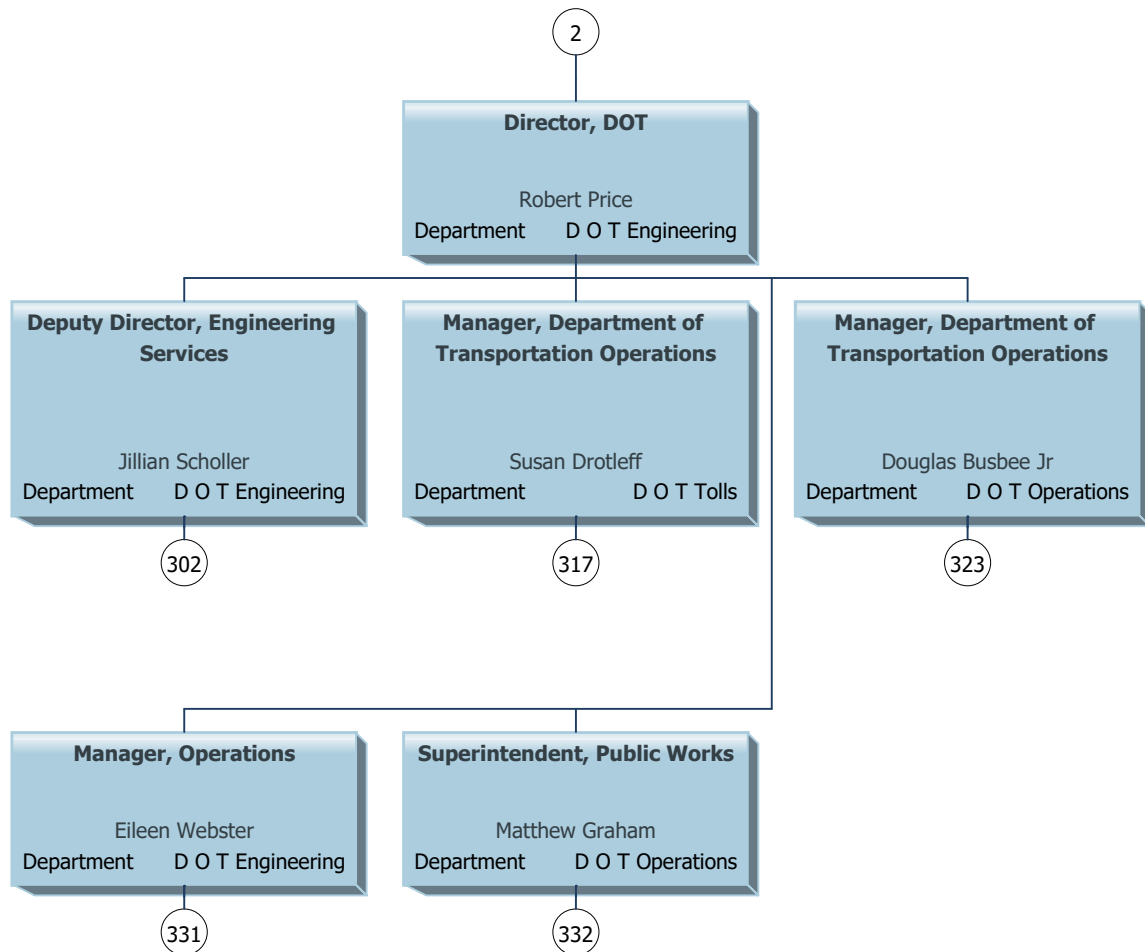 2
Director, DOT
Robert Price
Department D O T Engineering
Deputy Director, Engineering
Services
Jillian Scholler
Department D O T Engineering
302
Manager, Department of
Transportation Operations
Susan Drotleff
Department D O T Tolls
317
Manager, Department of
Transportation Operations
Douglas Busbee Jr
Department D O T Operations
323
Manager, Operations
Eileen Webster
Department D O T Engineering
331
Superintendent, Public Works
Matthew Graham
Department D O T Operations
332